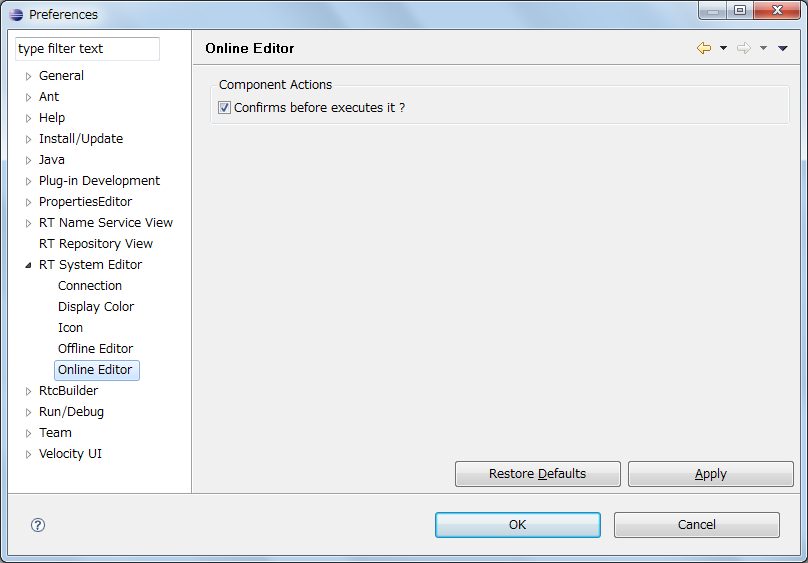 Preferences
type filter text
General
Ant
Help
Install/Update
Java
Plug-in Development
PropertiesEditor
RT Name Service View
RT Repository View
RT System Editor
Connection
Display Color
Icon
Offline Editor
Online Editor
RtcBuilder
Run/Debug
Team
Velocity UI
Online Editor
Component Actions
Confirms before executes it ?
Restore Defaults
Apply
OK
Cancel